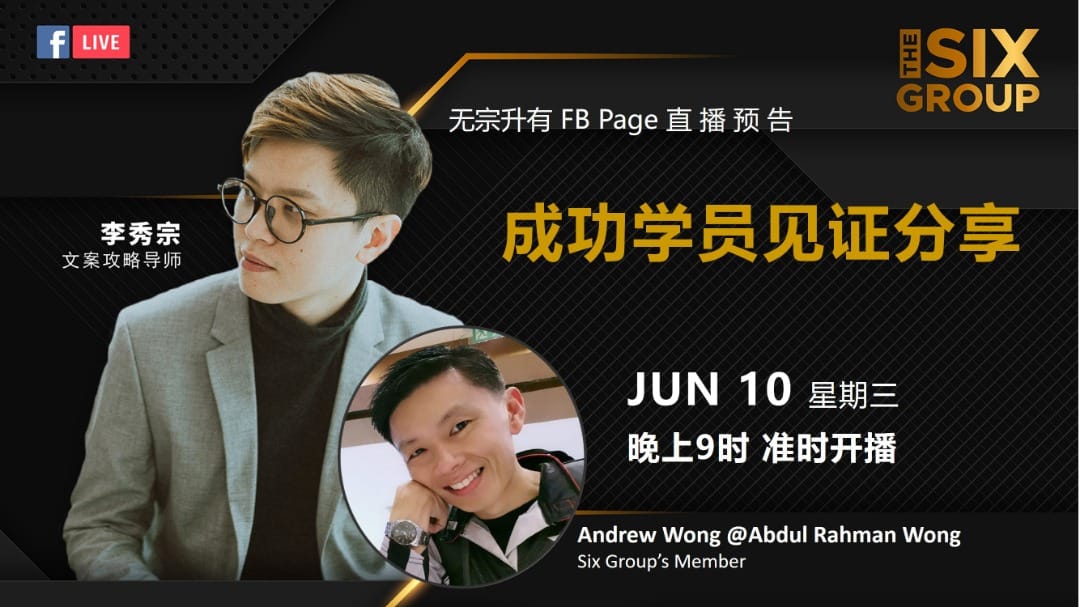 f LIVE
THE SIX GROUP
无宗升有 FB Page 直播预告
成功学员见证分享
李秀宗
文案攻略导师
JUN 10 星期三
晚上9时 准时开播
Andrew Wong @Abdul Rahman Wong
Six Group's Member